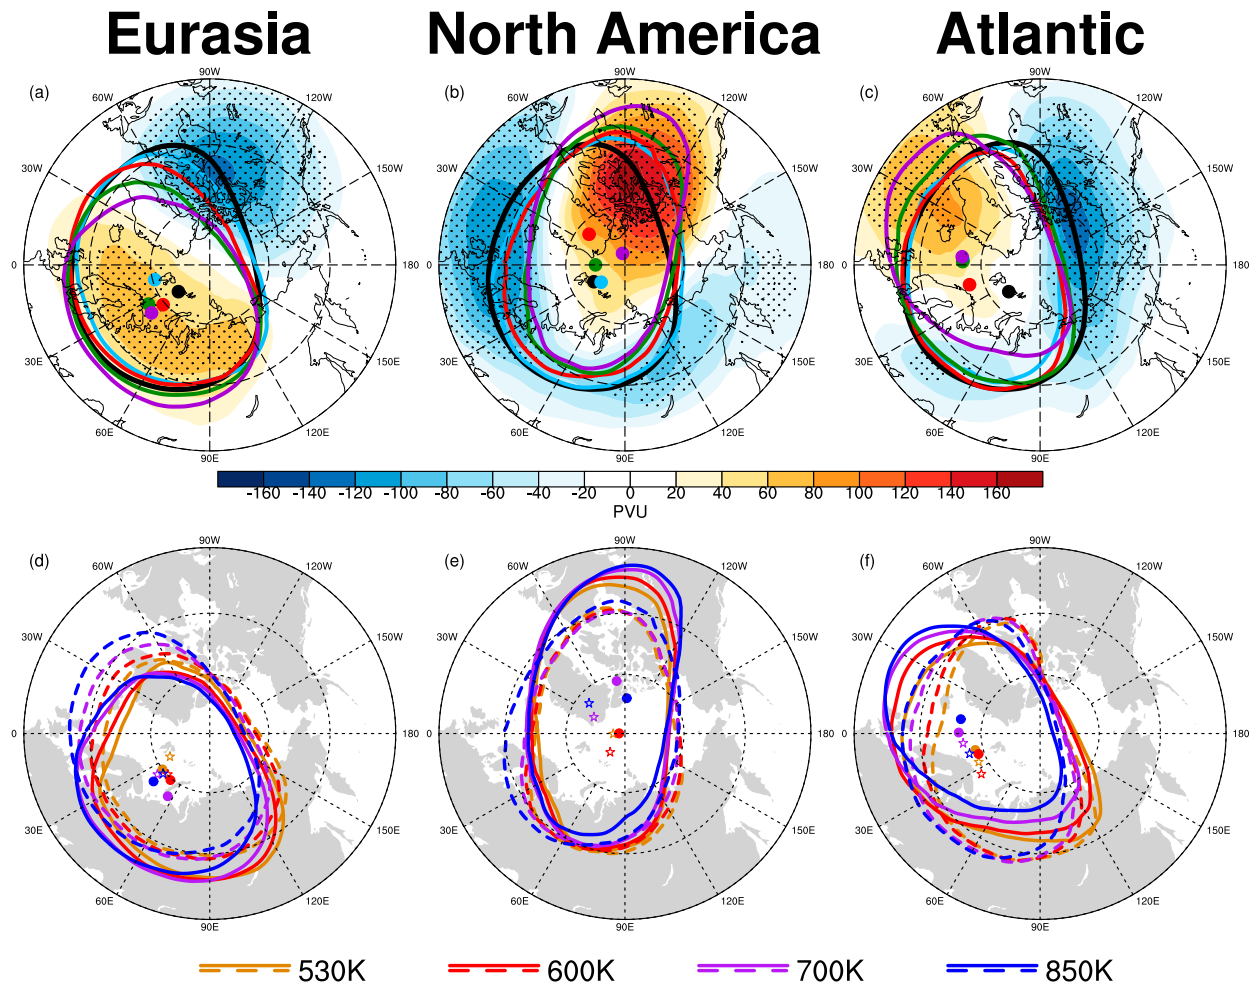 Eurasia North America Atlantic
(a) 90W (b) 90W (c) 90W
60W 120W 60W 120W 60W 120W
30W 150W 30W 150W 30W 150W
0 180 0 180 0 180
30E 150E 30E 150E 30E 150E
60E 120E 60E 120E 60E 120E
90E 90E 90E
-160 -140 -120 -100 -80 -60 -40 -20 0 20 40 60 80 100 120 140 160
PVU
(d) 90W (e) 90W (f) 90W
60W 120W 60W 120W 60W 120W
30W 150W 30W 150W 30W 150W
0 180 0 180 0 180
30E 150E 30E 150E 30E 150E
60E 120E 60E 120E 60E 120E
90E 90E 90E
530K 600K 700K 850K